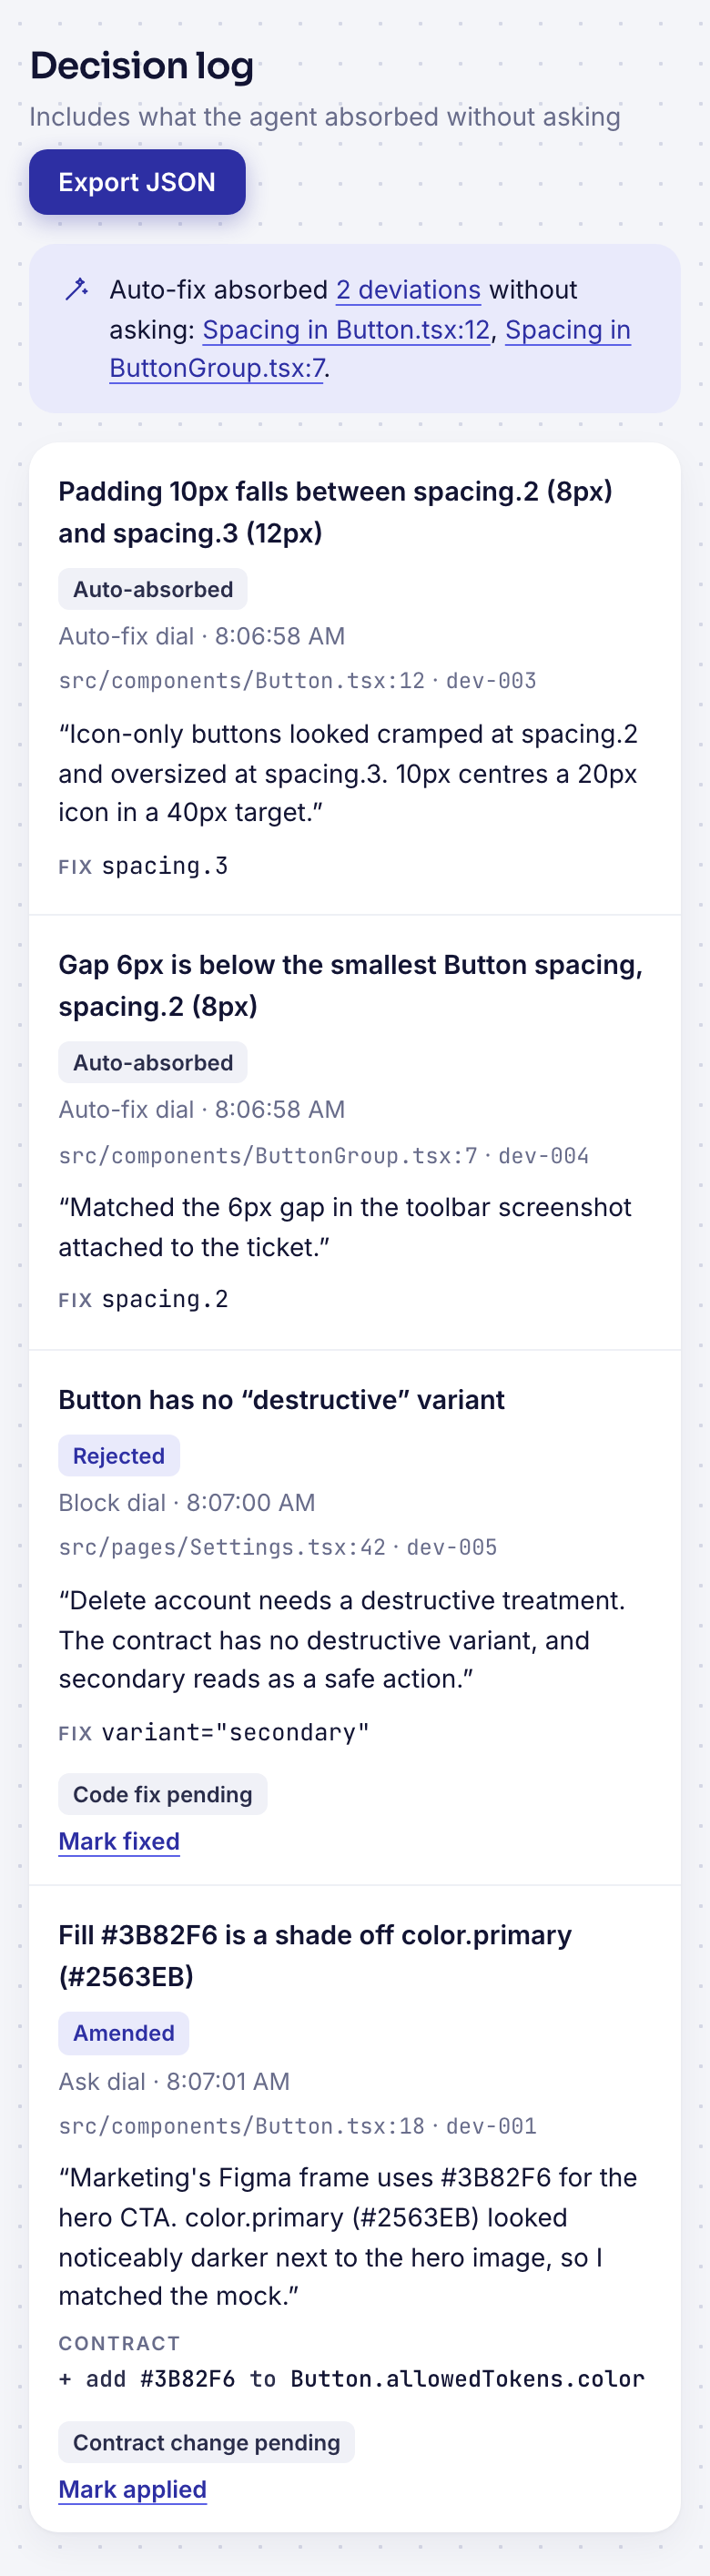 Decision log
Includes what the agent absorbed without asking
Export JSON
Auto-fix absorbed 2 deviations without
asking: Spacing in Button.tsx:12, Spacing in
ButtonGroup.tsx:7.
Padding 10px falls between spacing.2 (8px)
and spacing.3 (12px)
Auto-absorbed
Auto-fix dial · 8:06:58 AM
src/components/Button.tsx:12 · dev-003
“Icon-only buttons looked cramped at spacing.2
and oversized at spacing.3. 10px centres a 20px
icon in a 40px target.”
FIX spacing.3
Gap 6px is below the smallest Button spacing,
spacing.2 (8px)
Auto-absorbed
Auto-fix dial · 8:06:58 AM
src/components/ButtonGroup.tsx:7 · dev-004
“Matched the 6px gap in the toolbar screenshot
attached to the ticket.”
FIX spacing.2
Button has no “destructive” variant
Rejected
Block dial · 8:07:00 AM
src/pages/Settings.tsx:42 · dev-005
“Delete account needs a destructive treatment.
The contract has no destructive variant, and
secondary reads as a safe action.”
FIX variant="secondary"
Code fix pending
Mark fixed
Fill #3B82F6 is a shade off color.primary
(#2563EB)
Amended
Ask dial · 8:07:01 AM
src/components/Button.tsx:18 · dev-001
“Marketing's Figma frame uses #3B82F6 for the
hero CTA. color.primary (#2563EB) looked
noticeably darker next to the hero image, so I
matched the mock.”
CONTRACT
+ add #3B82F6 to Button.allowedTokens.color
Contract change pending
Mark applied